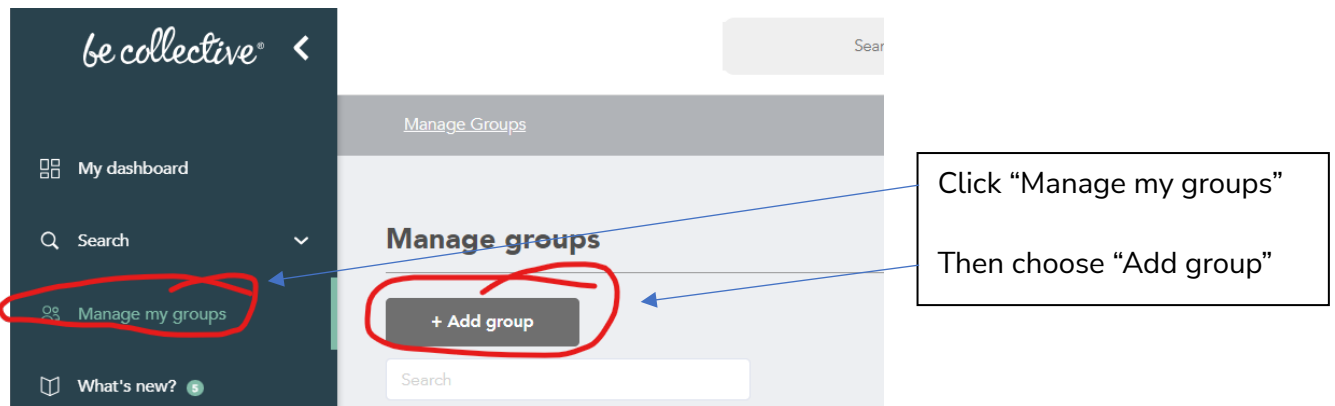 be collective®
Sear
Manage Groups
My dashboard
Search
Manage my groups
What's new? 5
Manage groups
+ Add group
Search
Click “Manage my groups”
Then choose “Add group”